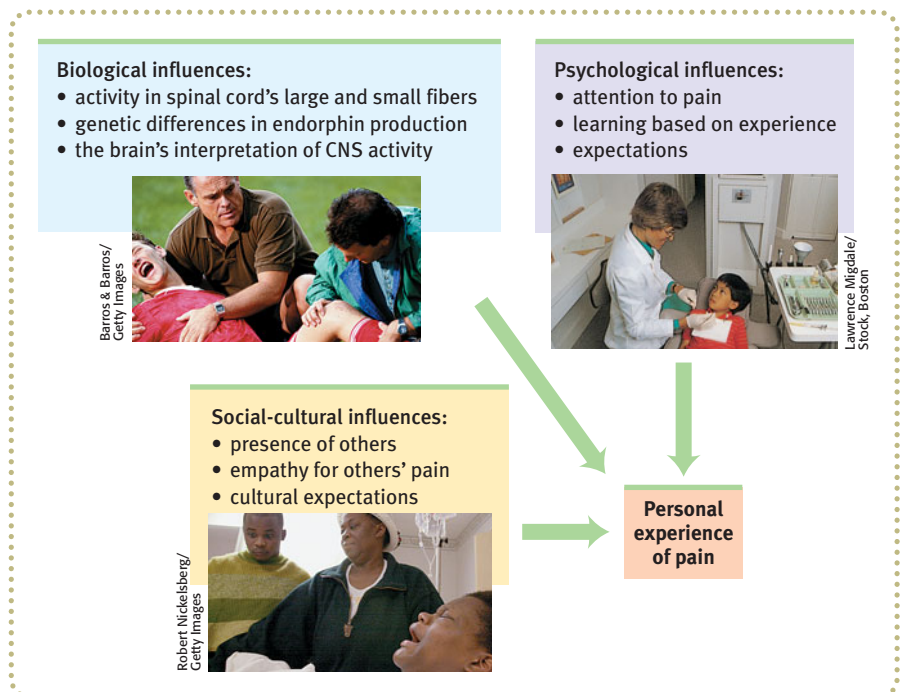 Biological influences:
• activity in spinal cord’s large and small fibers
• genetic differences in endorphin production
• the brain’s interpretation of CNS activity
Barros & Barros/
Getty Images
Psychological influences:
• attention to pain
• learning based on experience
• expectations
Lawrence Migdale/
Stock, Boston
Social-cultural influences:
• presence of others
• empathy for others’ pain
• cultural expectations
Robert Nickelsberg/
Getty Images
Personal
experience
of pain